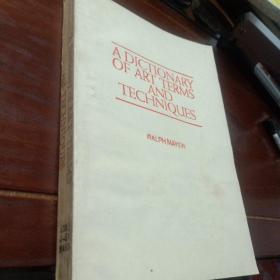 A DICTIONARY
OF ART TERMS
AND
TECHNIQUES
RALPH MAYER